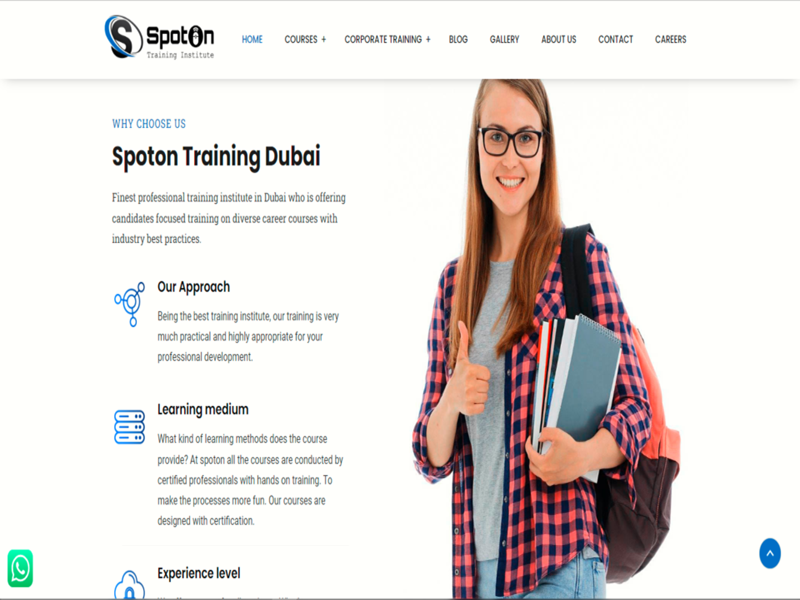 SpotOn
Training Institute
HOME COURSES + CORPORATE TRAINING + BLOG GALLERY ABOUT US CONTACT CAREERS
WHY CHOOSE US
Spoton Training Dubai
Finest professional training institute in Dubai who is offering
candidates focused training on diverse career courses with
industry best practices.
Our Approach
Being the best training institute, our training is very
much practical and highly appropriate for your
professional development.
Learning medium
What kind of learning methods does the course
provide? At spoton all the courses are conducted by
certified professionals with hands on training. To
make the processes more fun. Our courses are
designed with certification.
Experience level